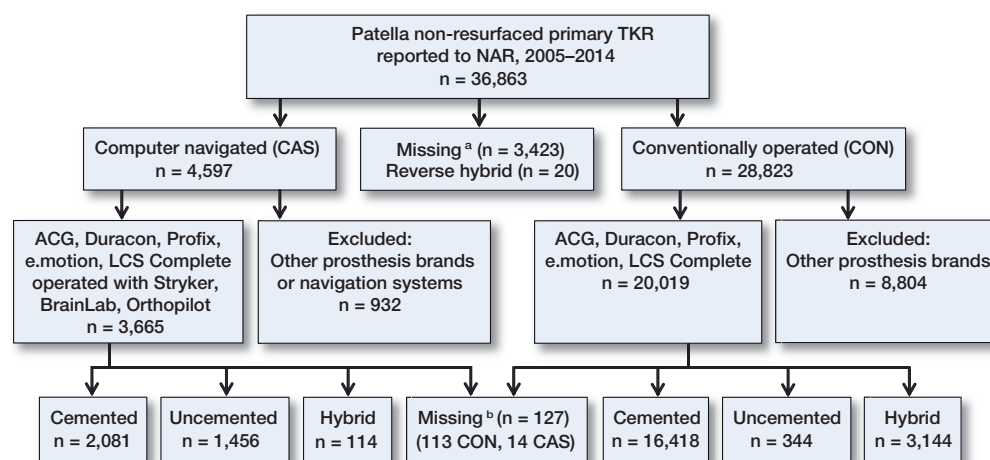 Patella non-resurfaced primary TKR
reported to NAR, 2005–2014
n = 36,863
Computer navigated (CAS)
n = 4,597
Missing a (n = 3,423)
Reverse hybrid (n = 20)
Conventionally operated (CON)
n = 28,823
ACG, Duracon, Profix,
e.motion, LCS Complete
operated with Stryker,
BrainLab, Orthopilot
n = 3,665
Excluded:
Other prosthesis brands
or navigation systems
n = 932
ACG, Duracon, Profix,
e.motion, LCS Complete
n = 20,019
Excluded:
Other prosthesis brands
n = 8,804
Cemented
n = 2,081
Uncemented
n = 1,456
Hybrid
n = 114
Missing b (n = 127)
(113 CON, 14 CAS)
Cemented
n = 16,418
Uncemented
n = 344
Hybrid
n = 3,144